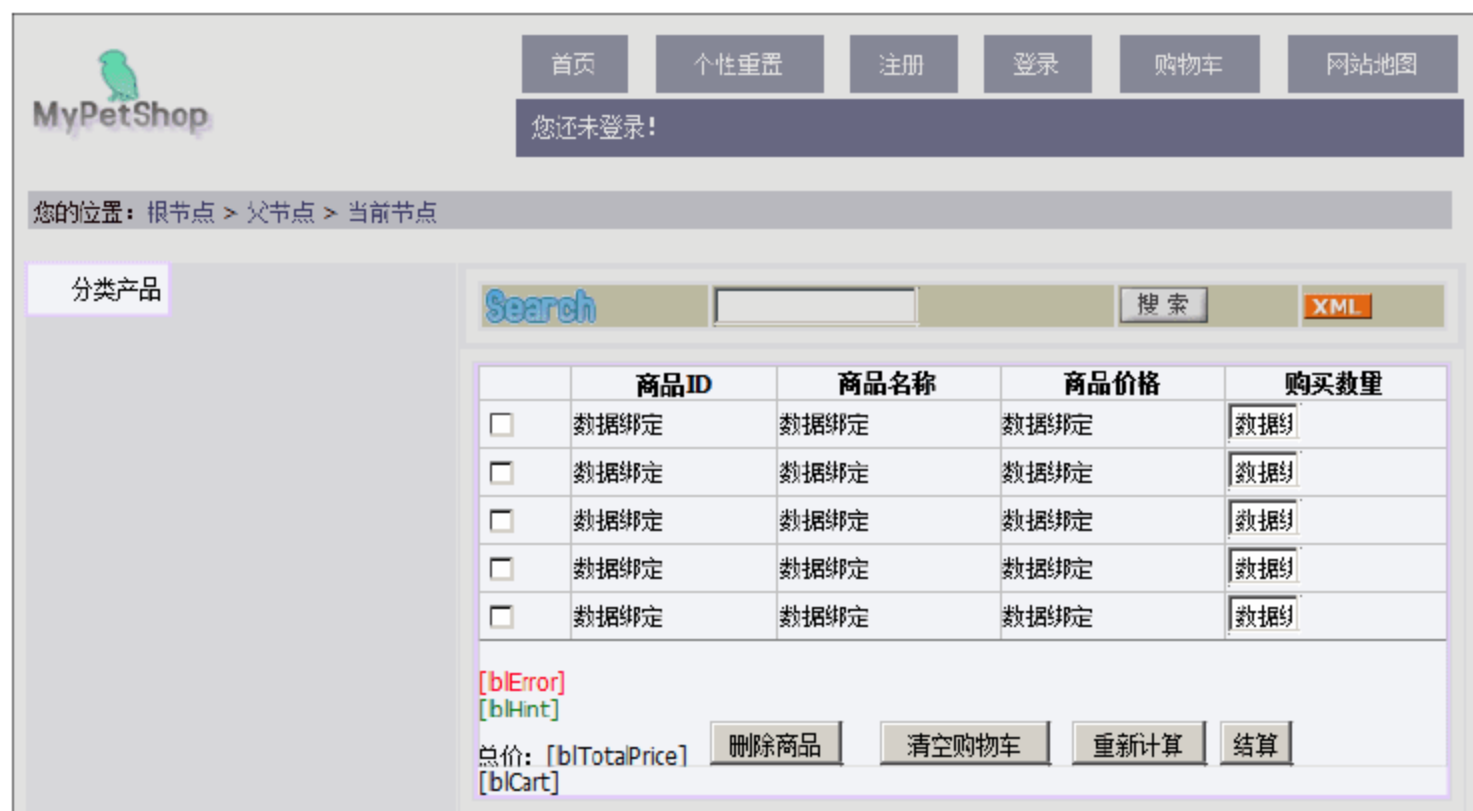 MyPetShop
首页 个性重置 注册 登录 购物车 网站地图
您还未登录!
您的位置: 根节点 > 父节点 > 当前节点
分类产品
Search 搜索 XML
商品ID 商品名称 商品价格 购买数量
数据绑定 数据绑定 数据绑定 数据绑
数据绑定 数据绑定 数据绑定 数据绑
数据绑定 数据绑定 数据绑定 数据绑
数据绑定 数据绑定 数据绑定 数据绑
数据绑定 数据绑定 数据绑定 数据绑
[lblError]
[lblHint]
总价: [lblTotalPrice] 删除商品 清空购物车 重新计算 结算
[lblCart]